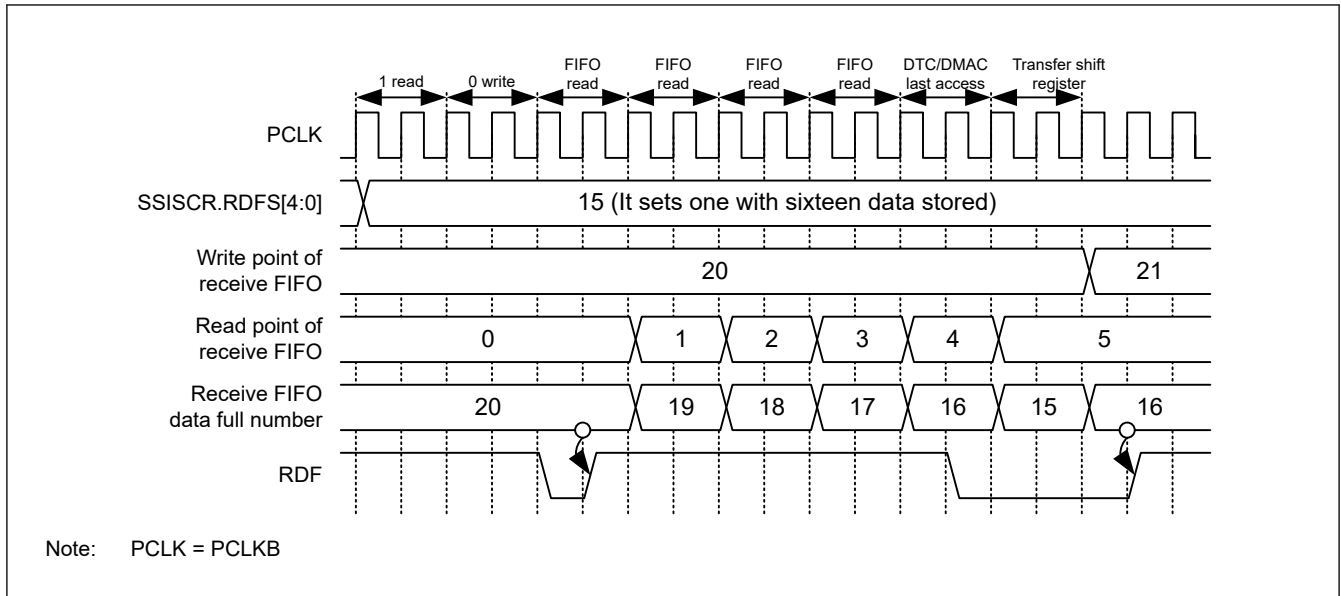 1 read
0 write
FIFO
read
FIFO
read
FIFO
read
FIFO
read
DTC/DMAC
last access
Transfer shift
register
PCLK
SSISCR.RDFS[4:0]
15 (It sets one with sixteen data stored)
Write point of
receive FIFO
20
21
Read point of
receive FIFO
0
1
2
3
4
5
Receive FIFO
data full number
20
19
18
17
16
15
16
RDF
Note: PCLK = PCLKB